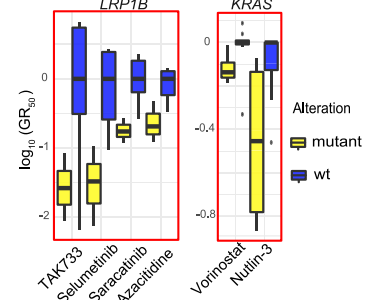 LRP1B
KRAS
0
-1
-2
log10 (GR50)
0
-0.4
-0.8
Alteration
mutant
wt
TAK733
Selumetinib
Saracatinib
Azacitidine
Vorinostat
Nutlin-3